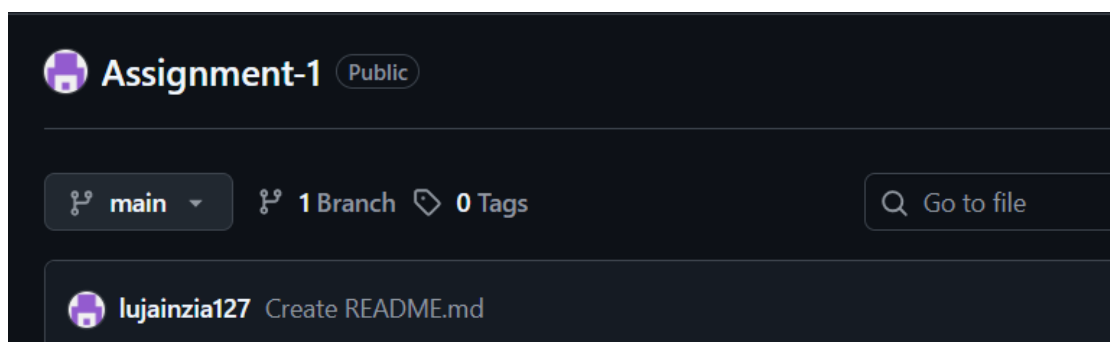 Assignment-1 Public
main 1 Branch 0 Tags Go to file
lujainzia127 Create README.md